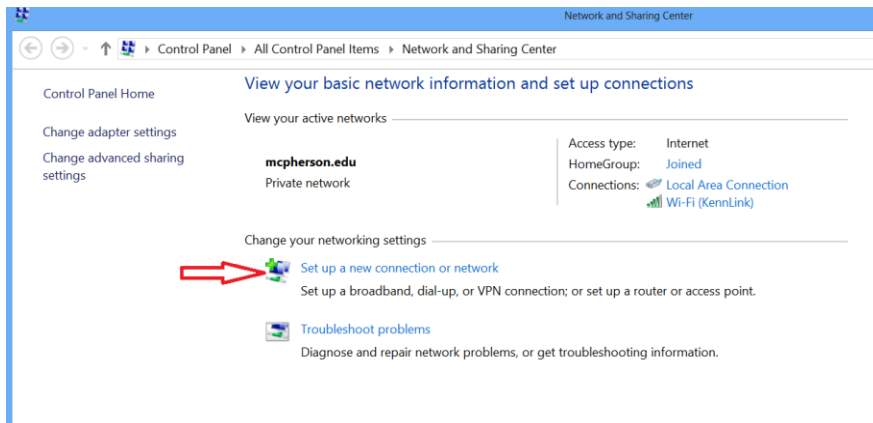 Network and Sharing Center
Control Panel ▸ All Control Panel Items ▸ Network and Sharing Center
Control Panel Home
Change adapter settings
Change advanced sharing
settings
View your basic network information and set up connections
View your active networks
mcpherson.edu
Private network
Access type: Internet
HomeGroup: Joined
Connections: Local Area Connection
Wi-Fi (KennLink)
Change your networking settings
Set up a new connection or network
Set up a broadband, dial-up, or VPN connection; or set up a router or access point.
Troubleshoot problems
Diagnose and repair network problems, or get troubleshooting information.